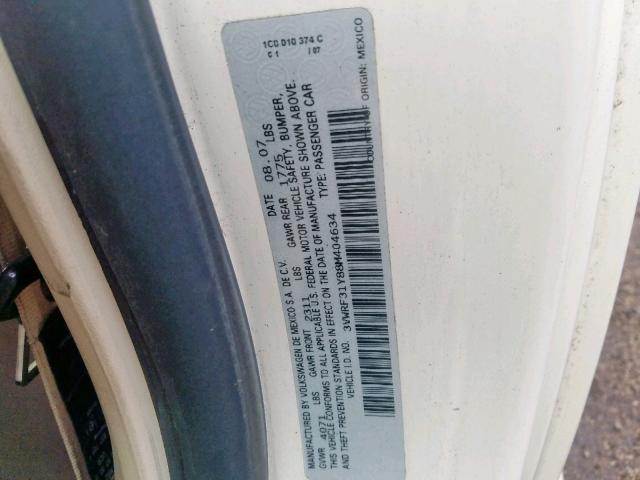 1C0 010 374 C
C 1 I 07
MANUFACTURED BY VOLKSWAGEN DE MEXICO S.A. DE C.V. DATE 08.07
GVWR 4071 LBS GAWR FRONT 2311 LBS GAWR REAR 1775 LBS
THIS VEHICLE CONFORMS TO ALL APPLICABLE U.S. FEDERAL MOTOR VEHICLE SAFETY, BUMPER,
AND THEFT PREVENTION STANDARDS IN EFFECT ON THE DATE OF MANUFACTURE SHOWN ABOVE.
VEHICLE I.D. NO. 3VWRF31Y88M404634 TYPE: PASSENGER CAR
COUNTRY OF ORIGIN: MEXICO